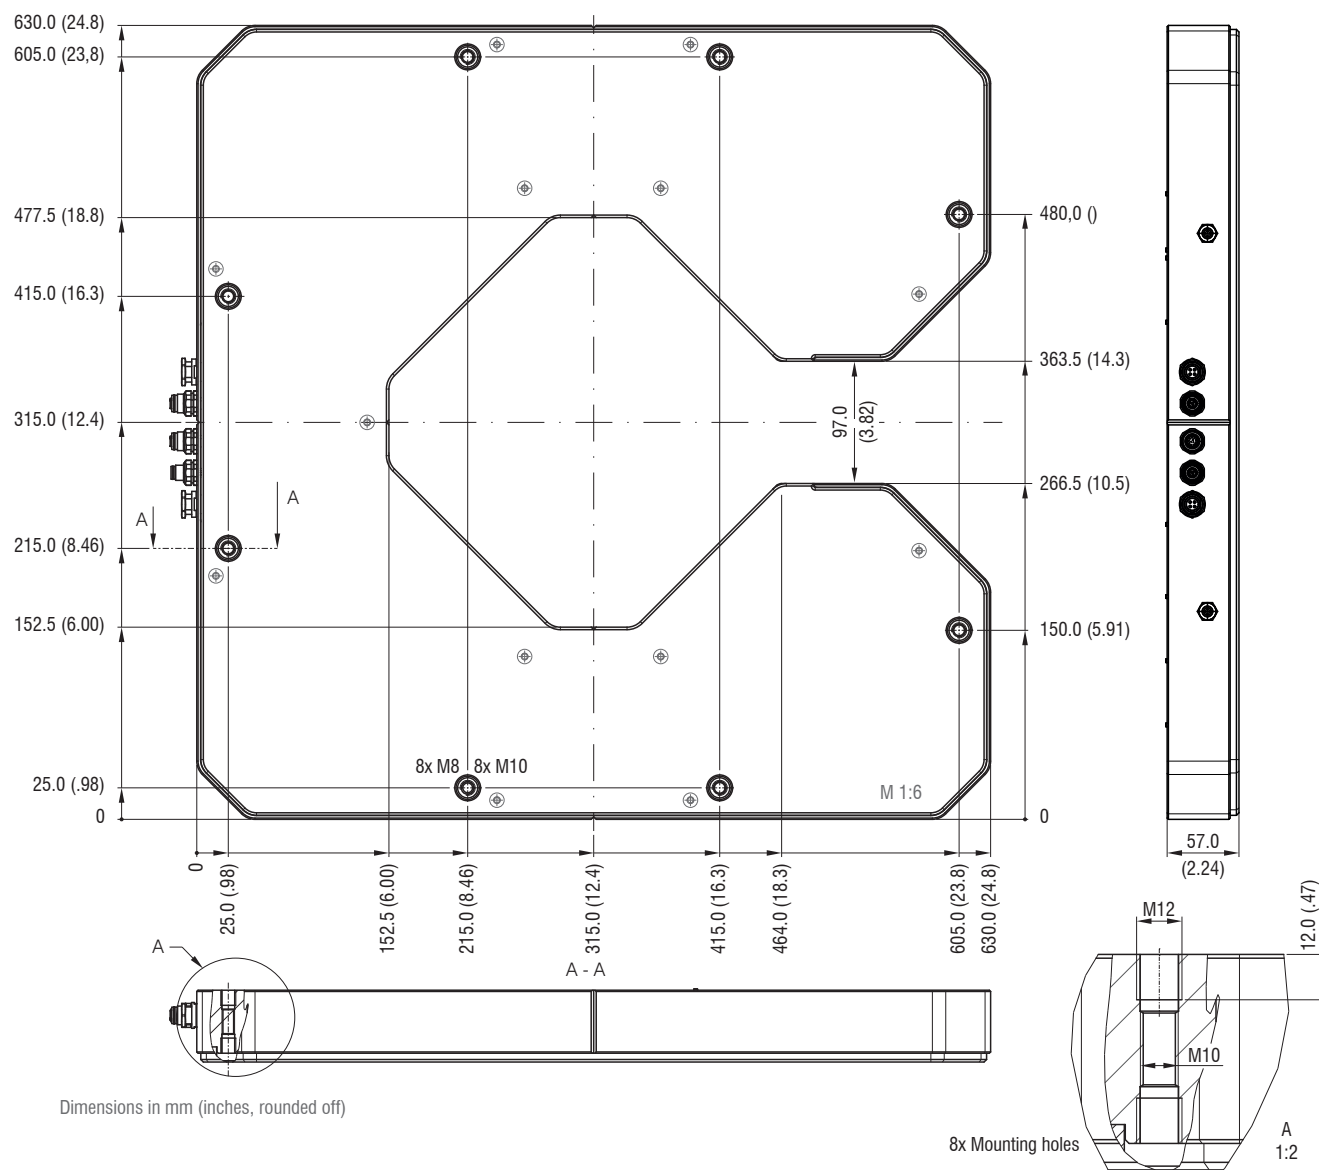 630.0 (24.8)
605.0 (23,8)
477.5 (18.8)
480,0 ()
415.0 (16.3)
363.5 (14.3)
97.0
(3.82)
315.0 (12.4)
266.5 (10.5)
A
A
215.0 (8.46)
152.5 (6.00)
150.0 (5.91)
8x M8
8x M10
25.0 (.98)
M 1:6
0
0
57.0
(2.24)
0
25.0 (.98)
152.5 (6.00)
215.0 (8.46)
315.0 (12.4)
415.0 (16.3)
464.0 (18.3)
605.0 (23.8)
630.0 (24.8)
M12
12.0 (.47)
A
A - A
M10
Dimensions in mm (inches, rounded off)
8x Mounting holes
A
1:2